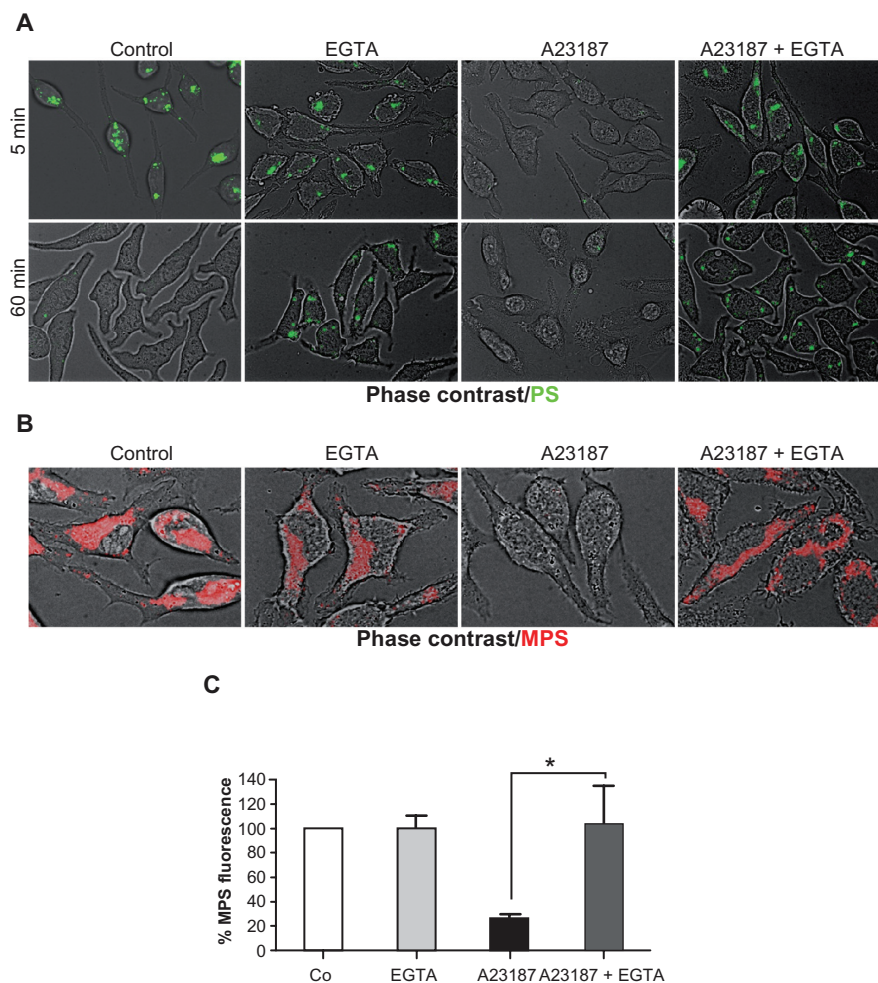 A
Control EGTA A23187 A23187 + EGTA
5 min
60 min
Phase contrast/PS
B
Control EGTA A23187 A23187 + EGTA
Phase contrast/MPS
C
% MPS fluorescence
140
120
100
80
60
40
20
0
*
Co EGTA A23187 A23187 + EGTA